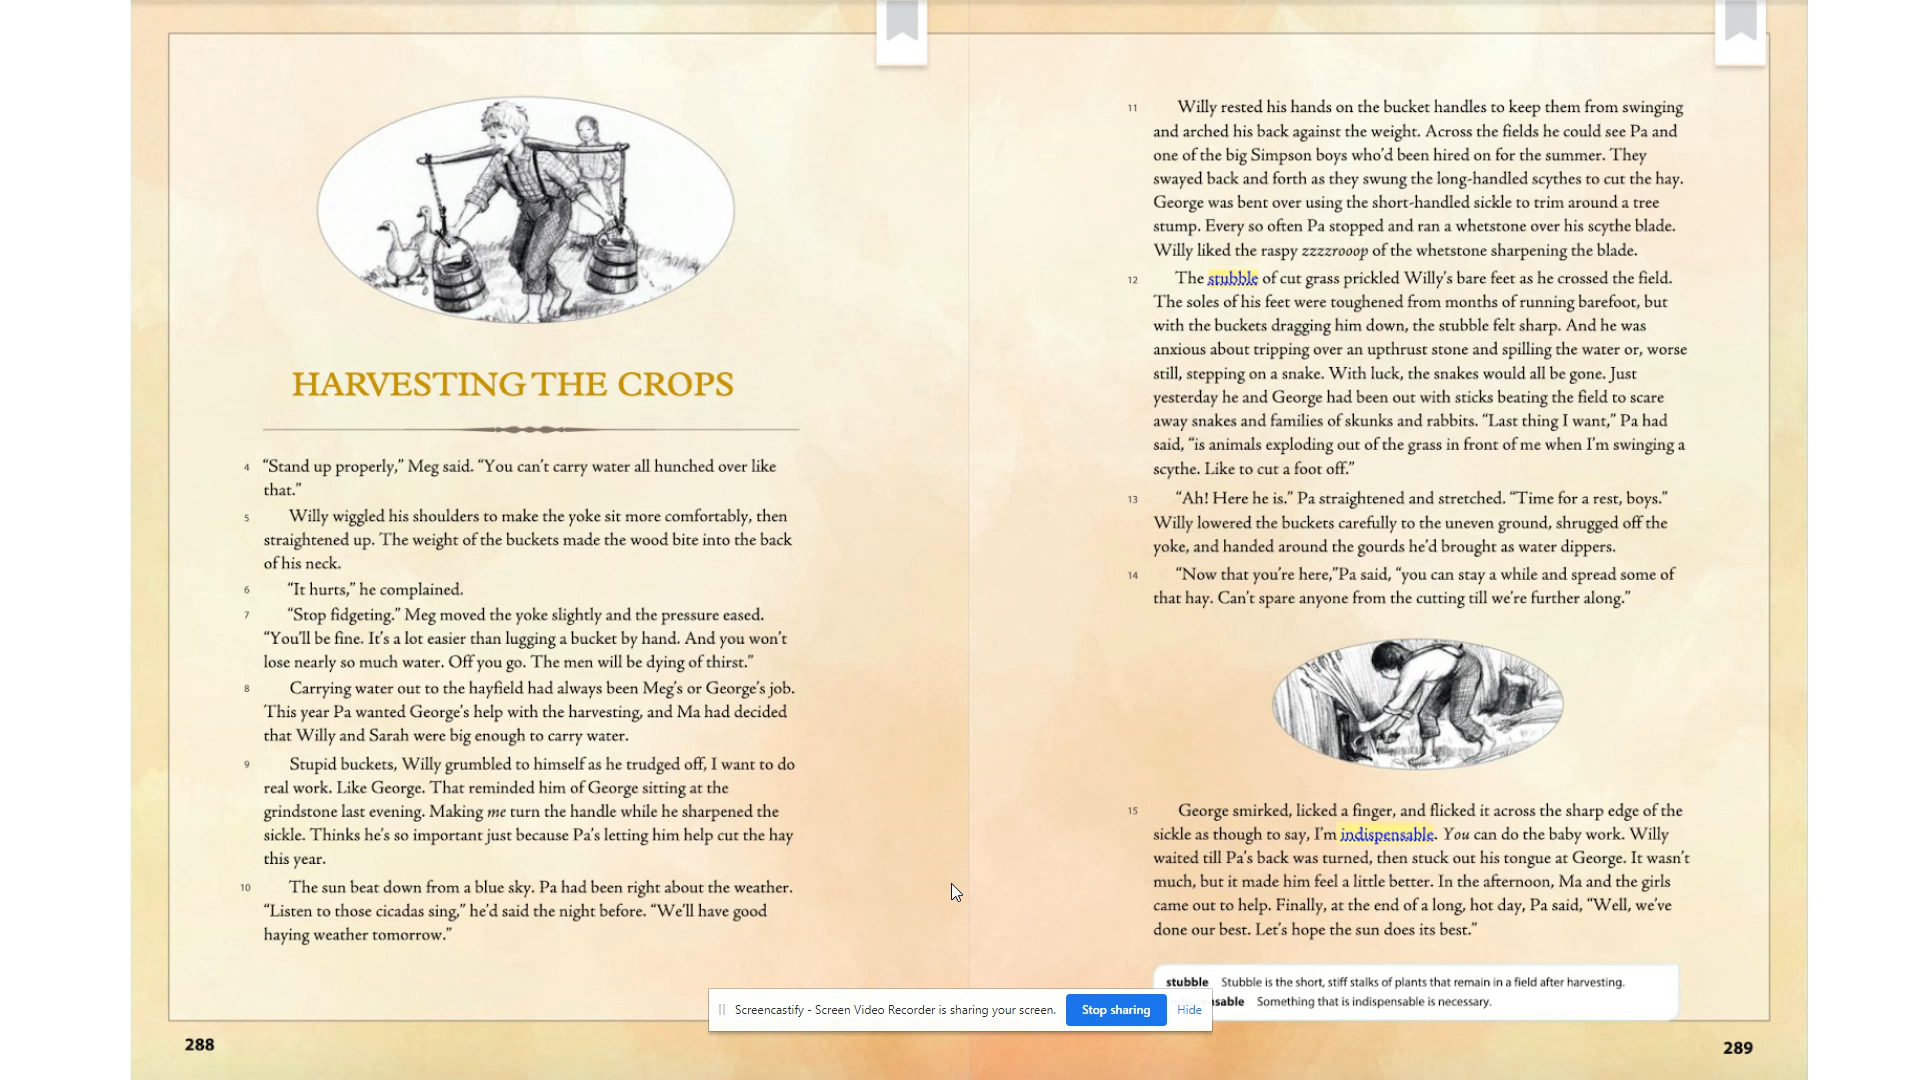 HARVESTING THE CROPS
4 “Stand up properly,” Meg said. “You can’t carry water all hunched over like
that.”
5 Willy wiggled his shoulders to make the yoke sit more comfortably, then
straightened up. The weight of the buckets made the wood bite into the back
of his neck.
6 “It hurts,” he complained.
7 “Stop fidgeting.” Meg moved the yoke slightly and the pressure eased.
“You’ll be fine. It’s a lot easier than lugging a bucket by hand. And you won’t
lose nearly so much water. Off you go. The men will be dying of thirst.”
8 Carrying water out to the hayfield had always been Meg’s or George’s job.
This year Pa wanted George’s help with the harvesting, and Ma had decided
that Willy and Sarah were big enough to carry water.
9 Stupid buckets, Willy grumbled to himself as he trudged off, I want to do
real work. Like George. That reminded him of George sitting at the
grindstone last evening. Making me turn the handle while he sharpened the
sickle. Thinks he’s so important just because Pa’s letting him help cut the hay
this year.
10 The sun beat down from a blue sky. Pa had been right about the weather.
“Listen to those cicadas sing,” he’d said the night before. “We’ll have good
haying weather tomorrow.”
288
11 Willy rested his hands on the bucket handles to keep them from swinging
and arched his back against the weight. Across the fields he could see Pa and
one of the big Simpson boys who’d been hired on for the summer. They
swayed back and forth as they swung the long-handled scythes to cut the hay.
George was bent over using the short-handled sickle to trim around a tree
stump. Every so often Pa stopped and ran a whetstone over his scythe blade.
Willy liked the raspy zzzzrooop of the whetstone sharpening the blade.
12 The stubble of cut grass prickled Willy’s bare feet as he crossed the field.
The soles of his feet were toughened from months of running barefoot, but
with the buckets dragging him down, the stubble felt sharp. And he was
anxious about tripping over an upthrust stone and spilling the water or, worse
still, stepping on a snake. With luck, the snakes would all be gone. Just
yesterday he and George had been out with sticks beating the field to scare
away snakes and families of skunks and rabbits. “Last thing I want,” Pa had
said, “is animals exploding out of the grass in front of me when I’m swinging a
scythe. Like to cut a foot off.”
13 “Ah! Here he is.” Pa straightened and stretched. “Time for a rest, boys.”
Willy lowered the buckets carefully to the uneven ground, shrugged off the
yoke, and handed around the gourds he’d brought as water dippers.
14 “Now that you’re here,”Pa said, “you can stay a while and spread some of
that hay. Can’t spare anyone from the cutting till we’re further along.”
15 George smirked, licked a finger, and flicked it across the sharp edge of the
sickle as though to say, I’m indispensable. You can do the baby work. Willy
waited till Pa’s back was turned, then stuck out his tongue at George. It wasn’t
much, but it made him feel a little better. In the afternoon, Ma and the girls
came out to help. Finally, at the end of a long, hot day, Pa said, “Well, we’ve
done our best. Let’s hope the sun does its best.”
stubble Stubble is the short, stiff stalks of plants that remain in a field after harvesting.
nsable Something that is indispensable is necessary.
Screencastify - Screen Video Recorder is sharing your screen. Stop sharing Hide
289